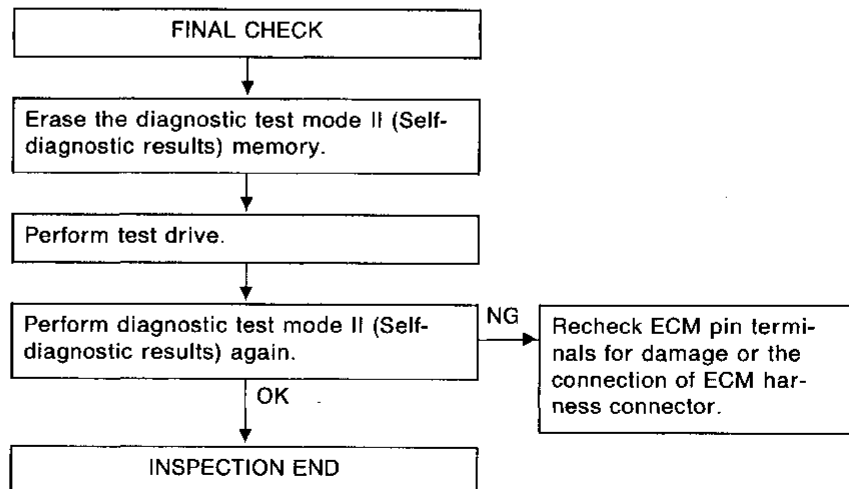 FINAL CHECK
Erase the diagnostic test mode II (Self-
diagnostic results) memory.
Perform test drive.
Perform diagnostic test mode II (Self-
diagnostic results) again.
NG
Recheck ECM pin termi-
nals for damage or the
connection of ECM har-
ness connector.
OK
INSPECTION END